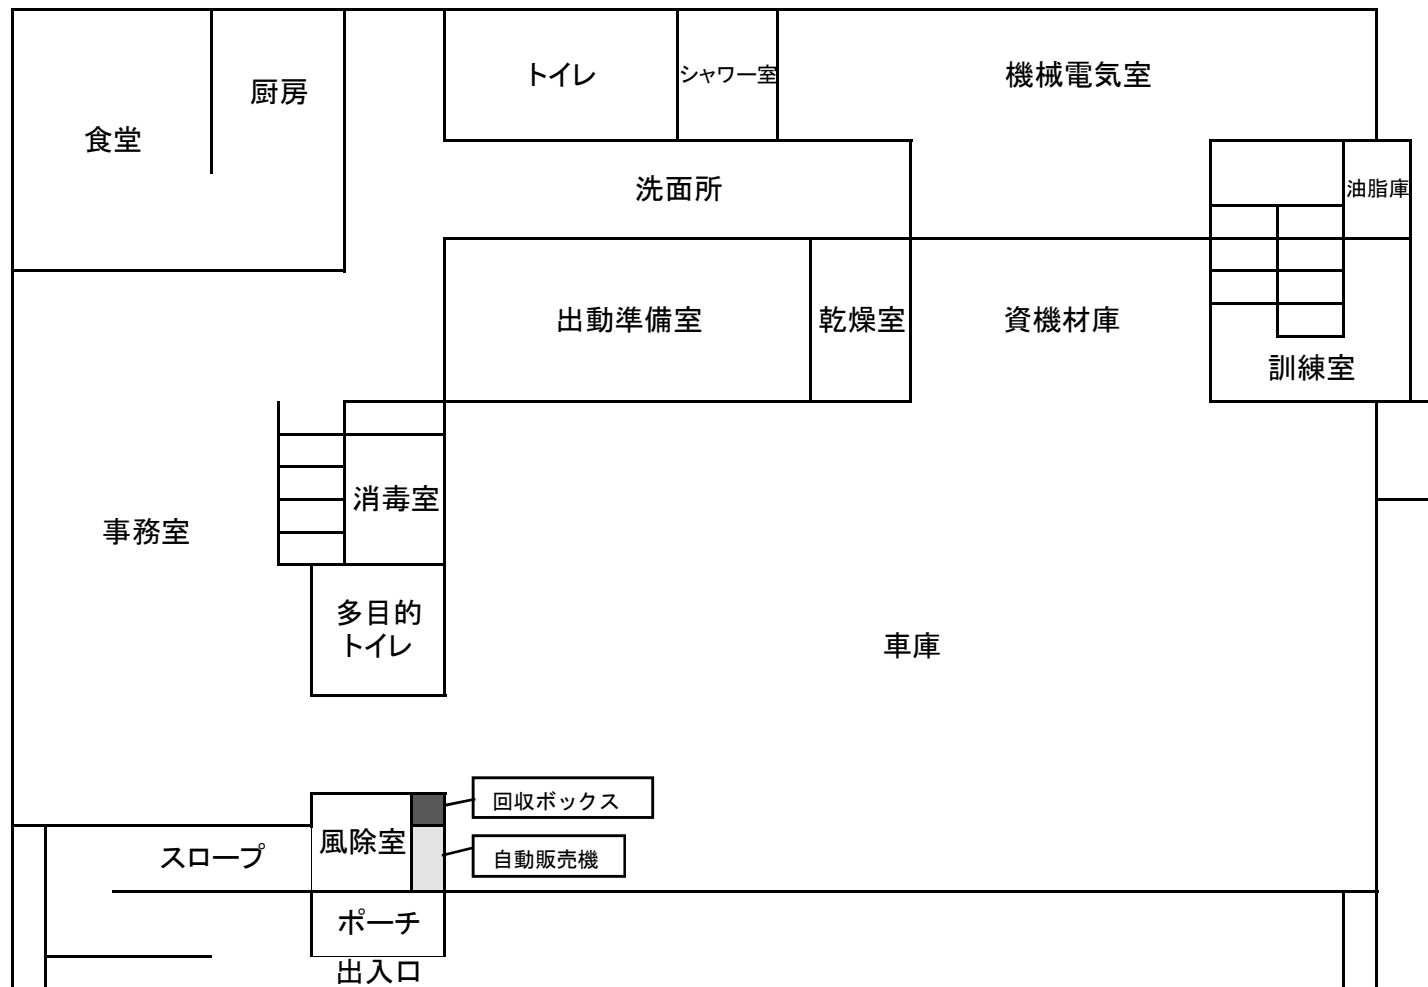 トイレ
シャワー室
機械電気室
厨房
食堂
洗面所
油脂庫
出動準備室
乾燥室
資機材庫
訓練室
消毒室
事務室
多目的
トイレ
車庫
回収ボックス
風除室
スロープ
自動販売機
ポーチ
出入口